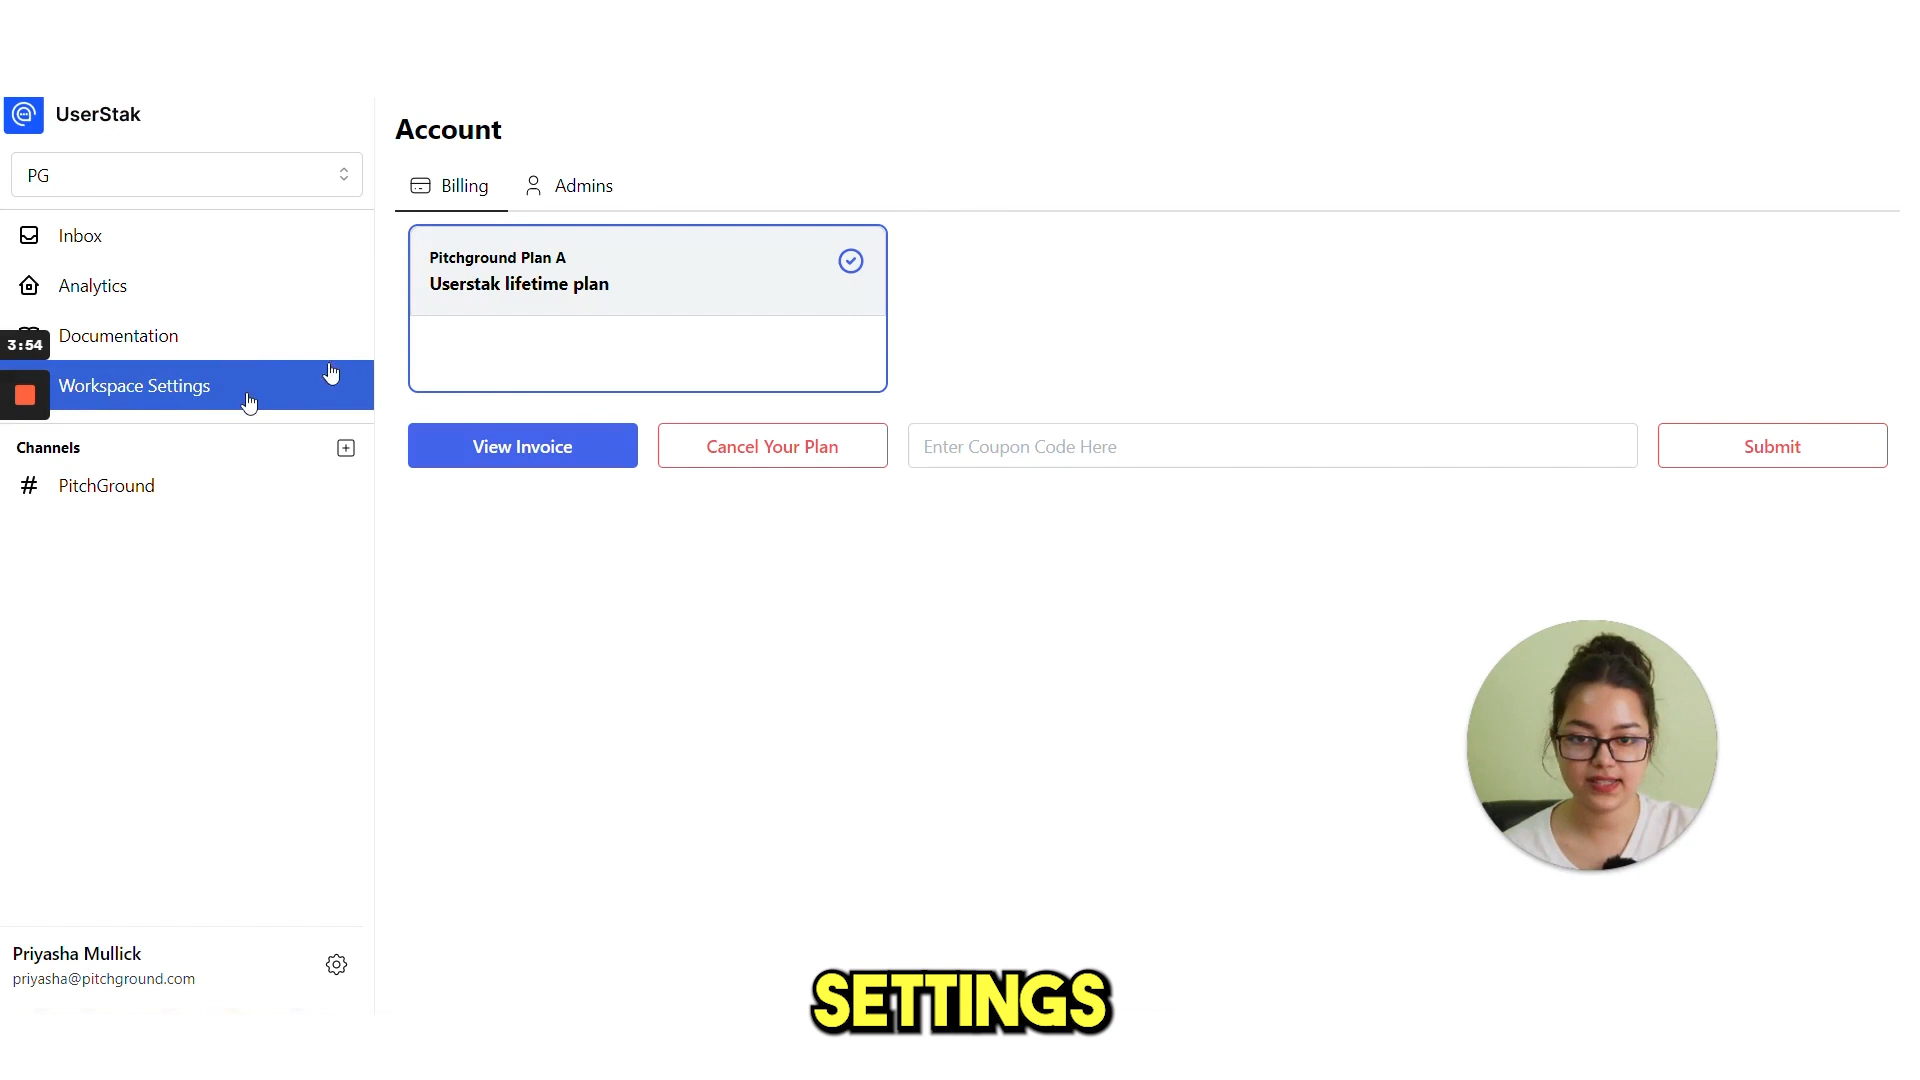 UserStak
PG
Inbox
Analytics
Documentation
3:54
Workspace Settings
Channels
# PitchGround
Priyasha Mullick
priyasha@pitchground.com
Account
Billing
Admins
Pitchground Plan A
Userstak lifetime plan
View Invoice
Cancel Your Plan
Enter Coupon Code Here
Submit
SETTINGS